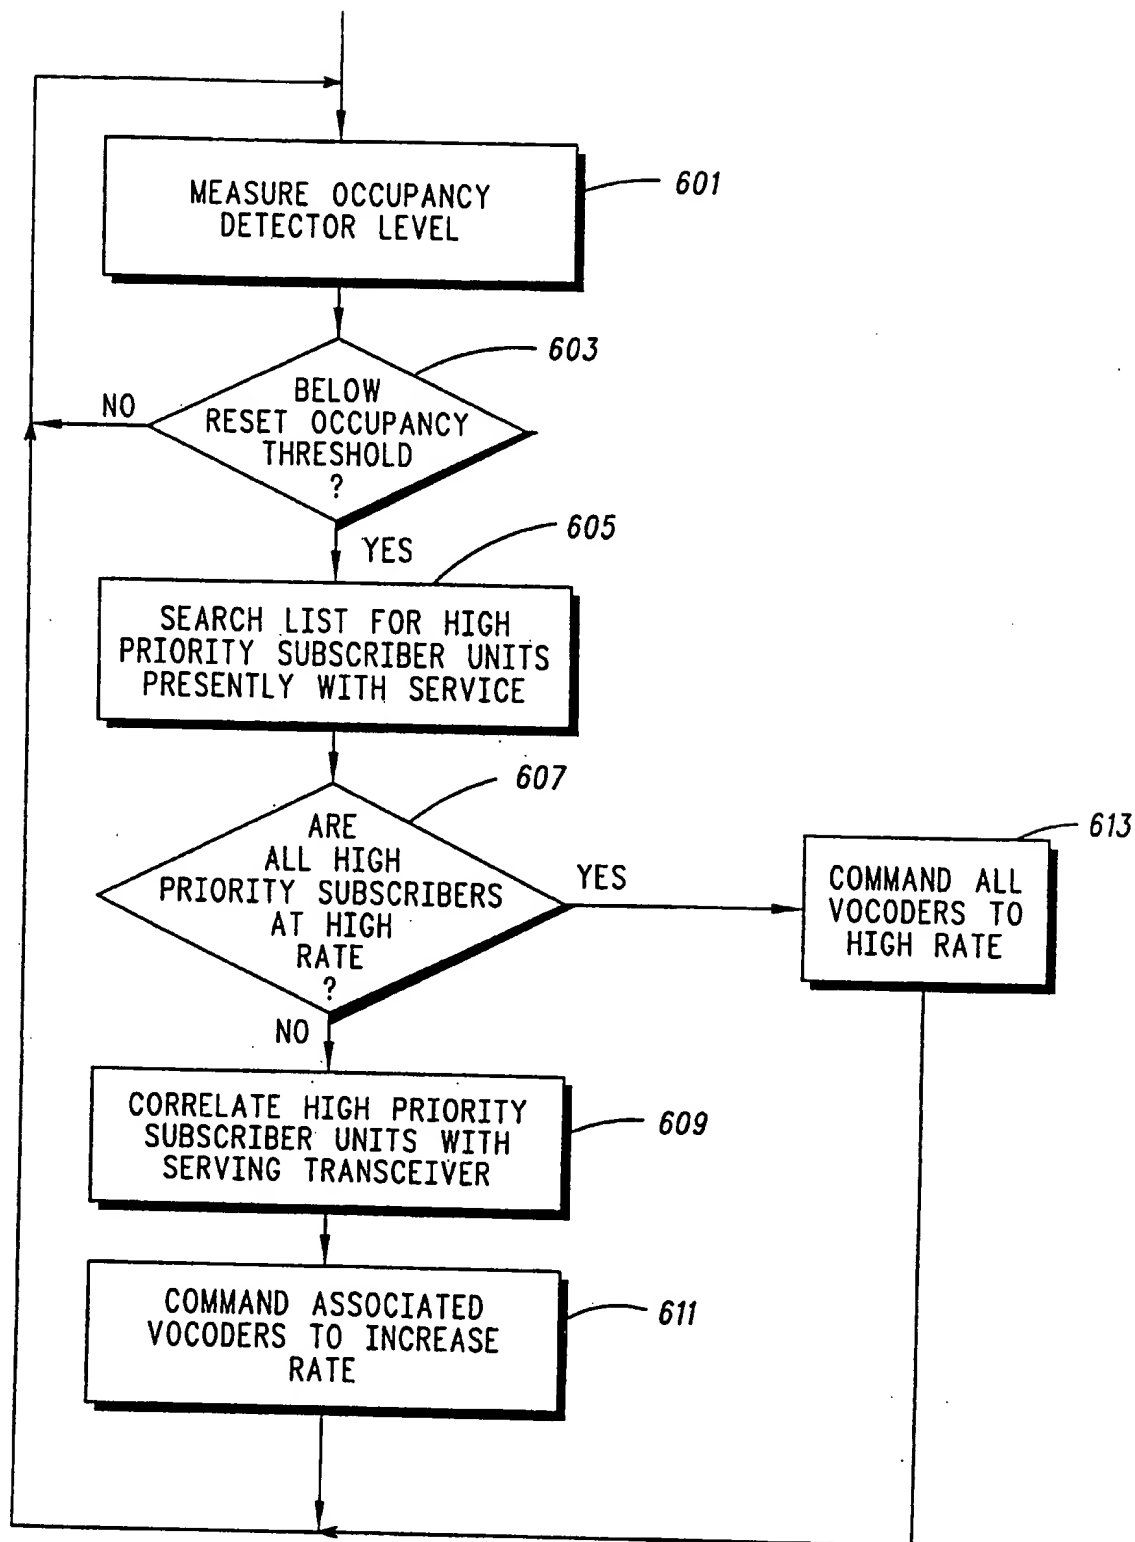 MEASURE OCCUPANCY
DETECTOR LEVEL
601
603
BELOW
RESET OCCUPANCY
THRESHOLD
?
NO
YES
605
SEARCH LIST FOR HIGH
PRIORITY SUBSCRIBER UNITS
PRESENTLY WITH SERVICE
607
ARE
ALL HIGH
PRIORITY SUBSCRIBERS
AT HIGH
RATE
?
YES
613
COMMAND ALL
VOCODERS TO
HIGH RATE
NO
CORRELATE HIGH PRIORITY
SUBSCRIBER UNITS WITH
SERVING TRANSCEIVER
609
COMMAND ASSOCIATED
VOCODERS TO INCREASE
RATE
611